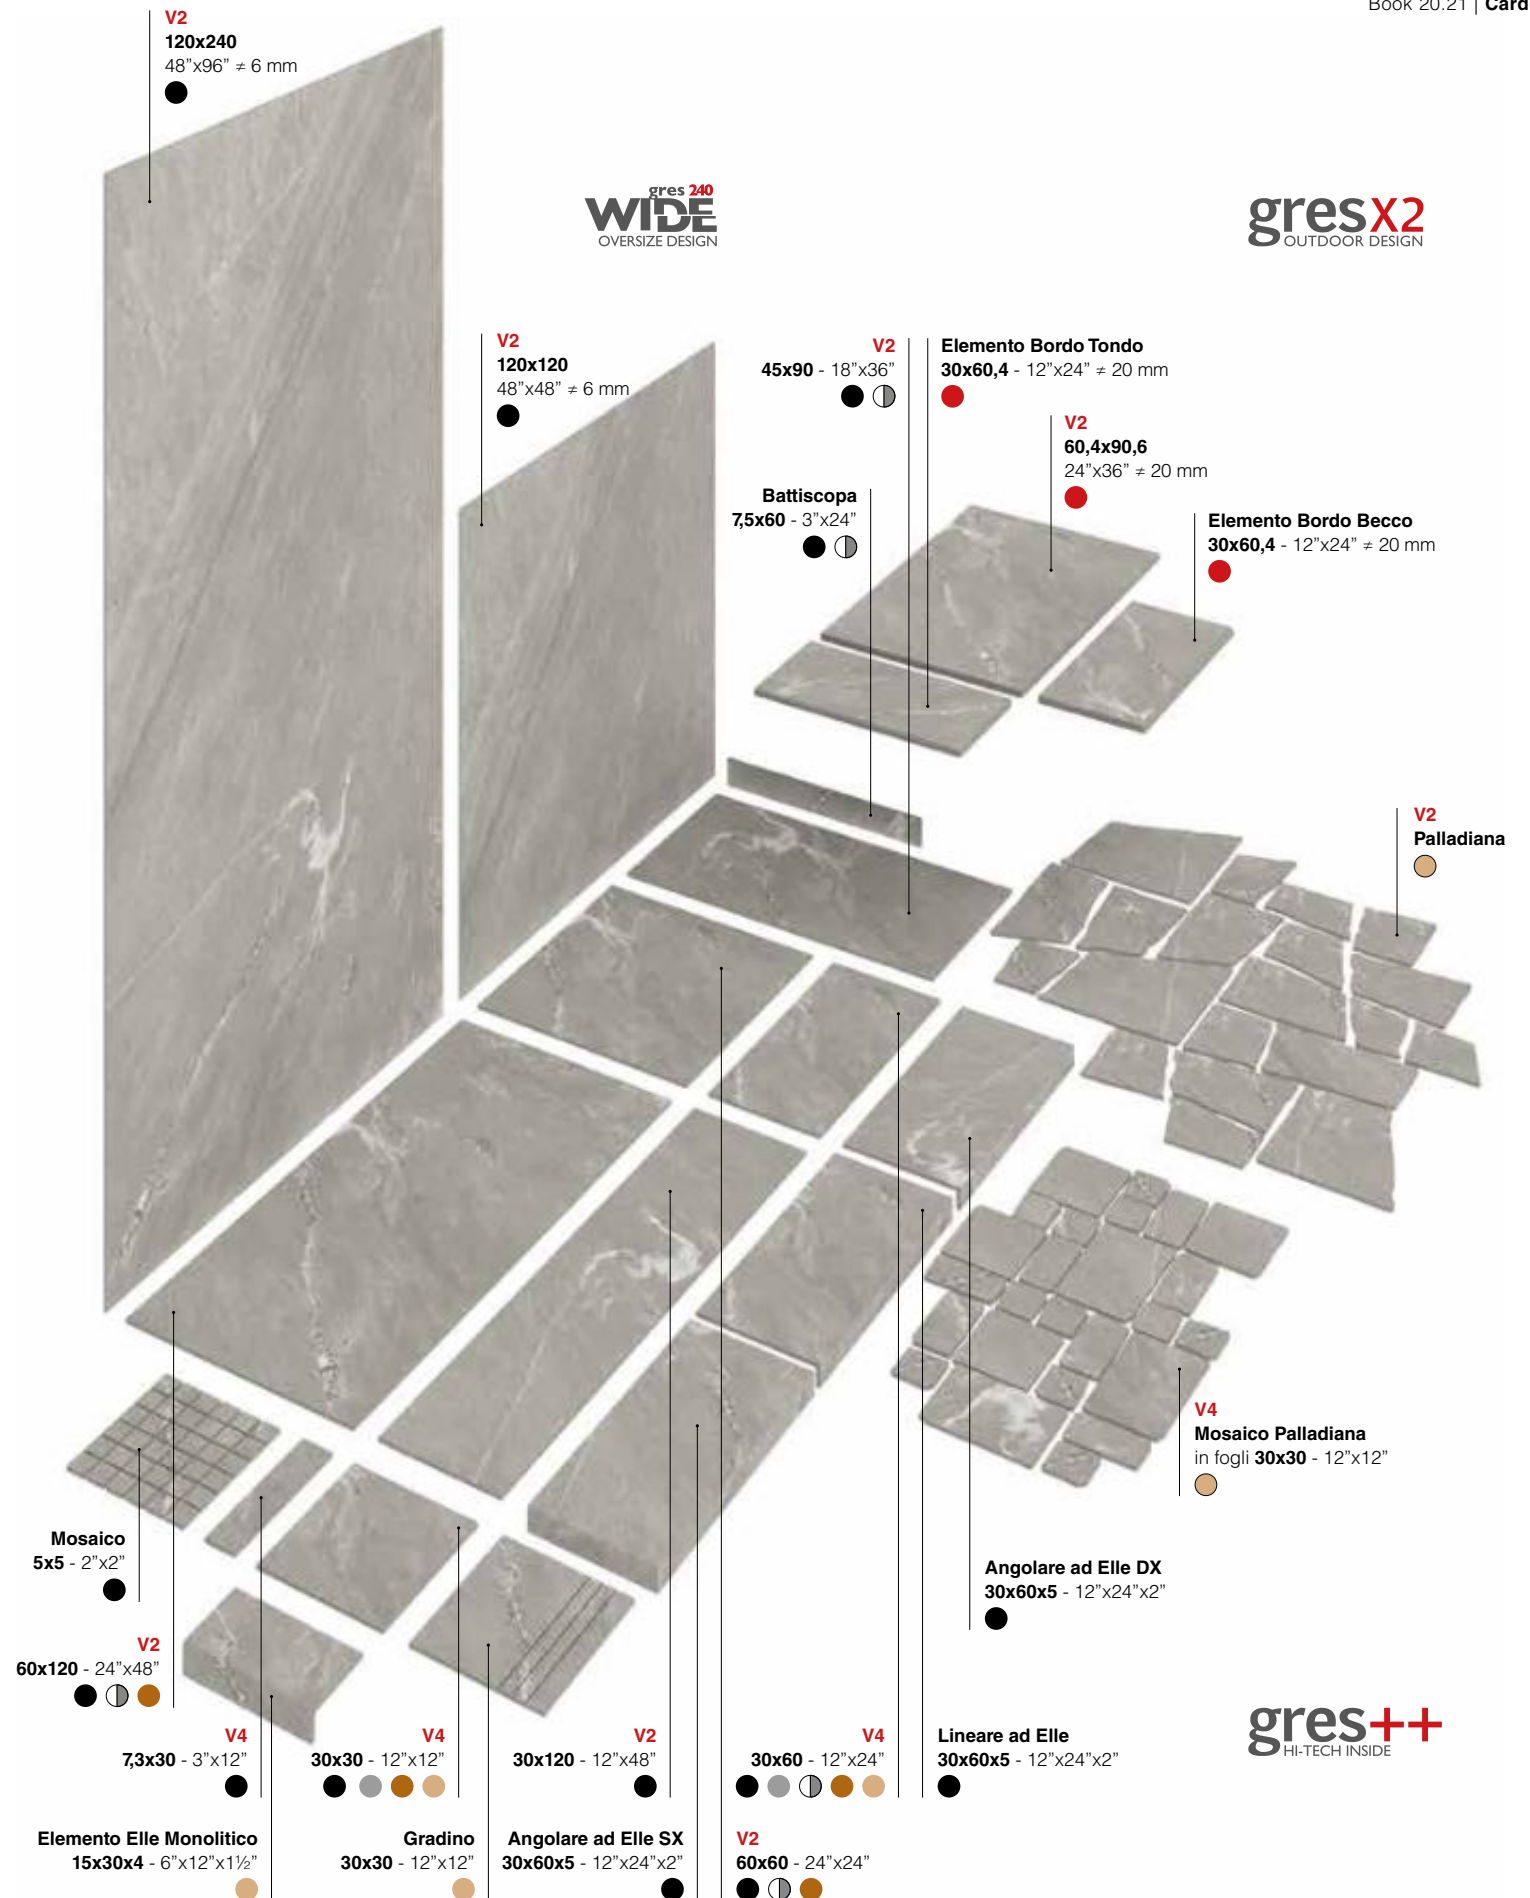 Book 20.21 |
V2
120x240
48”x96” ≠ 6 mm
gres 240
WIDE
OVERSIZE DESIGN
gresx2
OUTDOOR DESIGN
V2
120x120
48”x48” ≠ 6 mm
V2
45x90 - 18”x36”
Elemento Bordo Tondo
30x60,4 - 12”x24” ≠ 20 mm
V2
60,4x90,6
24”x36” ≠ 20 mm
Battiscopa
7,5x60 - 3”x24”
Elemento Bordo Becco
30x60,4 - 12”x24” ≠ 20 mm
V2
Palladiana
V4
Mosaico Palladiana
in fogli 30x30 - 12”x12”
Mosaico
5x5 - 2”x2”
Angolare ad Elle DX
30x60x5 - 12”x24”x2”
V2
60x120 - 24”x48”
V4
7,3x30 - 3”x12”
V4
30x30 - 12”x12”
V2
30x120 - 12”x48”
V4
30x60 - 12”x24”
Lineare ad Elle
30x60x5 - 12”x24”x2”
gres++
HI-TECH INSIDE
Elemento Elle Monolitico
15x30x4 - 6”x12”x1½”
Gradino
30x30 - 12”x12”
Angolare ad Elle SX
30x60x5 - 12”x24”x2”
V2
60x60 - 24”x24”